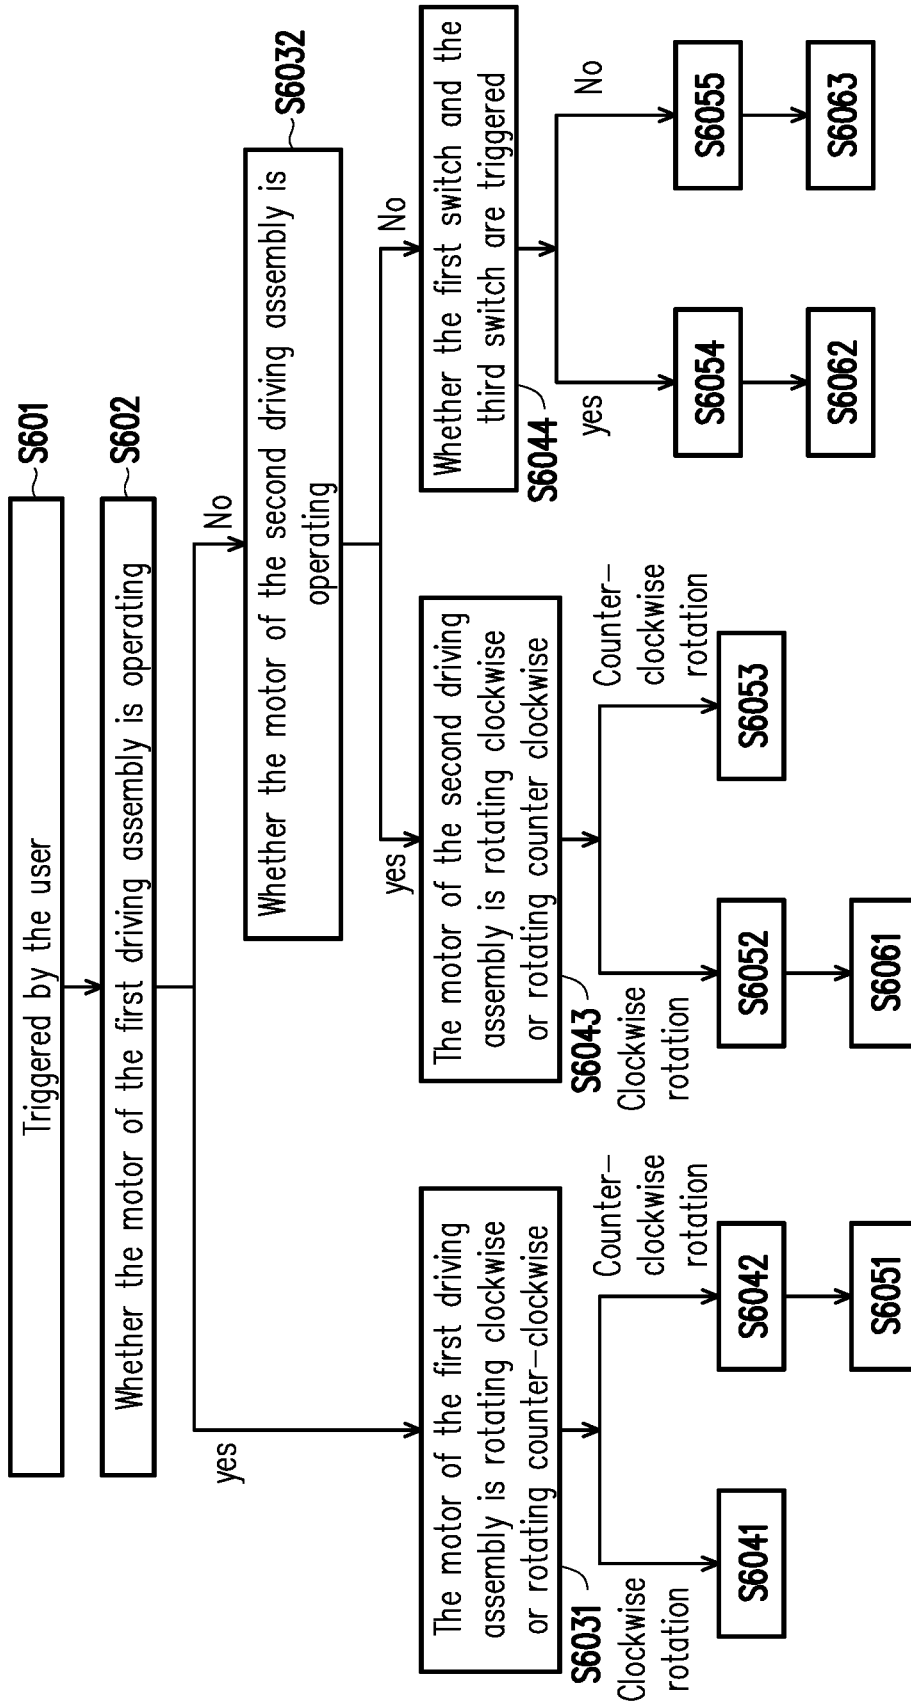 Triggered by the user
S601
Whether the motor of the first driving assembly is operating
S602
yes
No
Whether the motor of the second driving assembly is
operating
S6032
yes
No
The motor of the first driving
assembly is rotating clockwise
or rotating counter-clockwise
S6031
The motor of the second driving
assembly is rotating clockwise
or rotating counter clockwise
S6043
Whether the first switch and the
third switch are triggered
S6044
Clockwise
rotation
Counter-
clockwise
rotation
Clockwise
rotation
Counter-
clockwise
rotation
yes
No
S6041
S6042
S6052
S6053
S6054
S6055
S6051
S6061
S6062
S6063